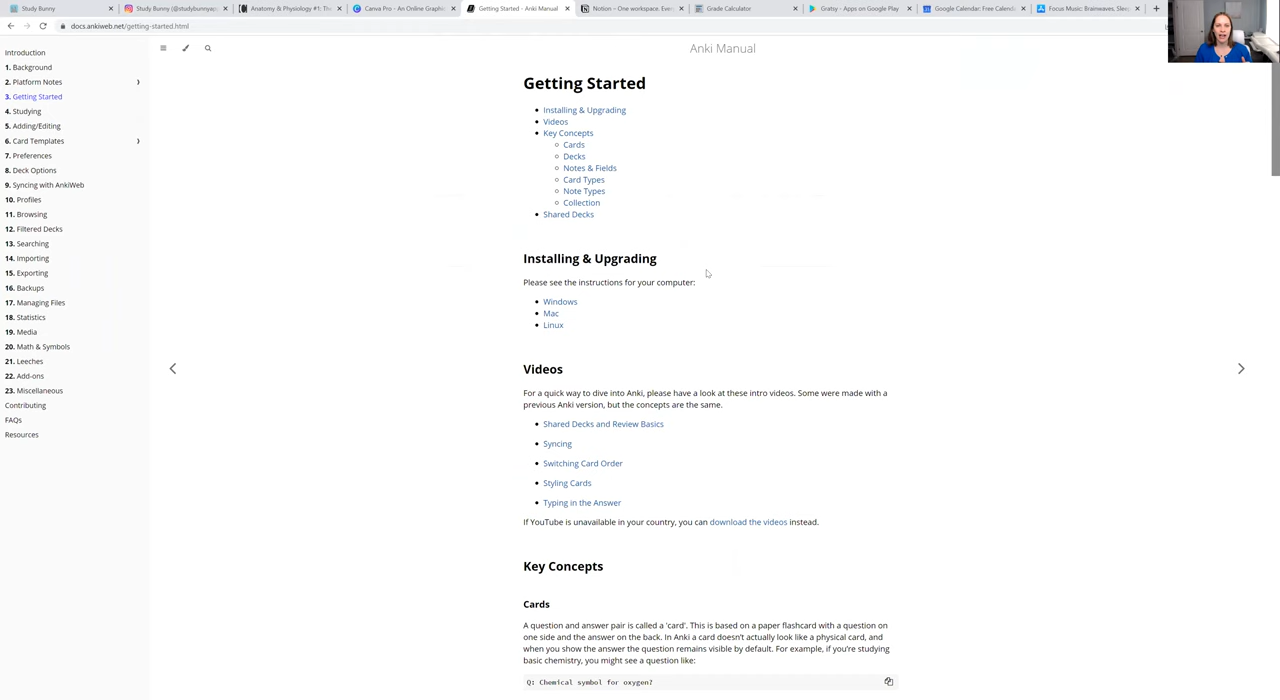 Study Bunny
Study Bunny (@studybunnyap
Anatomy & Physiology #1: The
Canva Pro - An Online Graphi
Getting Started - Anki Manual
Notion – One workspace. Ever
Grade Calculator
Gratsy - Apps on Google Play
Google Calendar: Free Calend
Focus Music: Brainwaves, Sleep
docs.ankiweb.net/getting-started.html
Introduction
1. Background
2. Platform Notes
3. Getting Started
4. Studying
5. Adding/Editing
6. Card Templates
7. Preferences
8. Deck Options
9. Syncing with AnkiWeb
10. Profiles
11. Browsing
12. Filtered Decks
13. Searching
14. Importing
15. Exporting
16. Backups
17. Managing Files
18. Statistics
19. Media
20. Math & Symbols
21. Leeches
22. Add-ons
23. Miscellaneous
Contributing
FAQs
Resources
Anki Manual
Getting Started
• Installing & Upgrading
• Videos
• Key Concepts
◦ Cards
◦ Decks
◦ Notes & Fields
◦ Card Types
◦ Note Types
◦ Collection
• Shared Decks
Installing & Upgrading
Please see the instructions for your computer:
• Windows
• Mac
• Linux
Videos
For a quick way to dive into Anki, please have a look at these intro videos. Some were made with a
previous Anki version, but the concepts are the same.
• Shared Decks and Review Basics
• Syncing
• Switching Card Order
• Styling Cards
• Typing in the Answer
If YouTube is unavailable in your country, you can download the videos instead.
Key Concepts
Cards
A question and answer pair is called a 'card'. This is based on a paper flashcard with a question on
one side and the answer on the back. In Anki a card doesn't actually look like a physical card, and
when you show the answer the question remains visible by default. For example, if you're studying
basic chemistry, you might see a question like:
Q: Chemical symbol for oxygen?